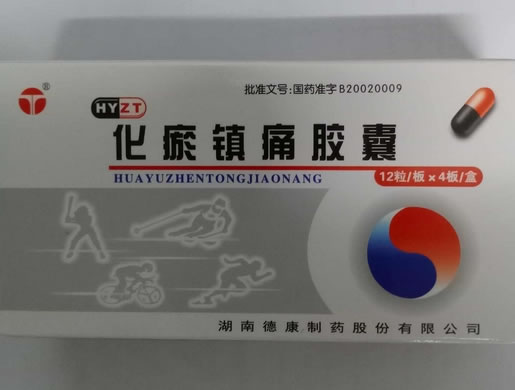 ®
批准文号:国药准字B20020009
HYZT
化瘀镇痛胶囊
HUAYUZHENTONGJIAONANG
12粒/板×4板/盒
湖南德康制药股份有限公司